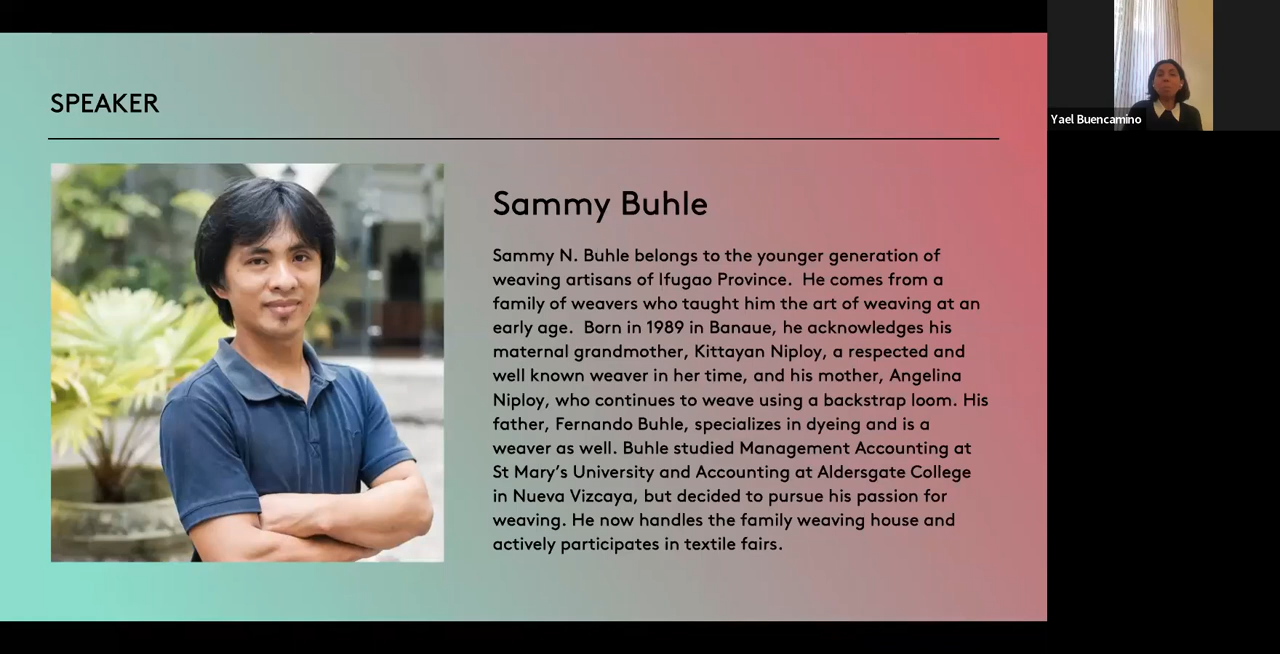 SPEAKER
Sammy Buhle
Sammy N. Buhle belongs to the younger generation of
weaving artisans of Ifugao Province.  He comes from a
family of weavers who taught him the art of weaving at an
early age.  Born in 1989 in Banaue, he acknowledges his
maternal grandmother, Kittayan Niploy, a respected and
well known weaver in her time, and his mother, Angelina
Niploy, who continues to weave using a backstrap loom. His
father, Fernando Buhle, specializes in dyeing and is a
weaver as well. Buhle studied Management Accounting at
St Mary’s University and Accounting at Aldersgate College
in Nueva Vizcaya, but decided to pursue his passion for
weaving. He now handles the family weaving house and
actively participates in textile fairs.
Yael Buencamino